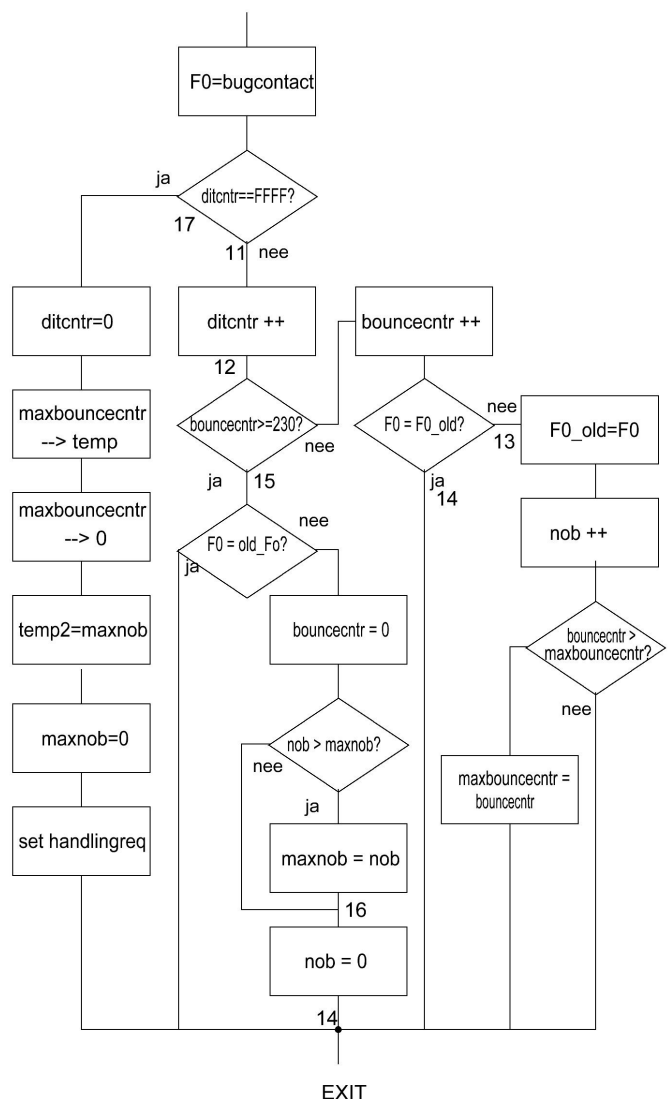 F0=bugcontact
ja
ditcntr==FFFF?
17
11 nee
ditcntr=0
ditcntr ++
bouncecntr ++
12
maxbouncecntr
--> temp
bouncecntr>=230?
nee
F0 = F0_old?
nee
13
F0_old=F0
ja
15
ja
14
maxbouncecntr
--> 0
nee
F0 = old_Fo?
ja
nob ++
temp2=maxnob
bouncecntr = 0
bouncecntr >
maxbouncecntr?
nee
maxnob=0
nob > maxnob?
nee
ja
maxbouncecntr =
bouncecntr
set handlingreq
maxnob = nob
16
nob = 0
14
EXIT